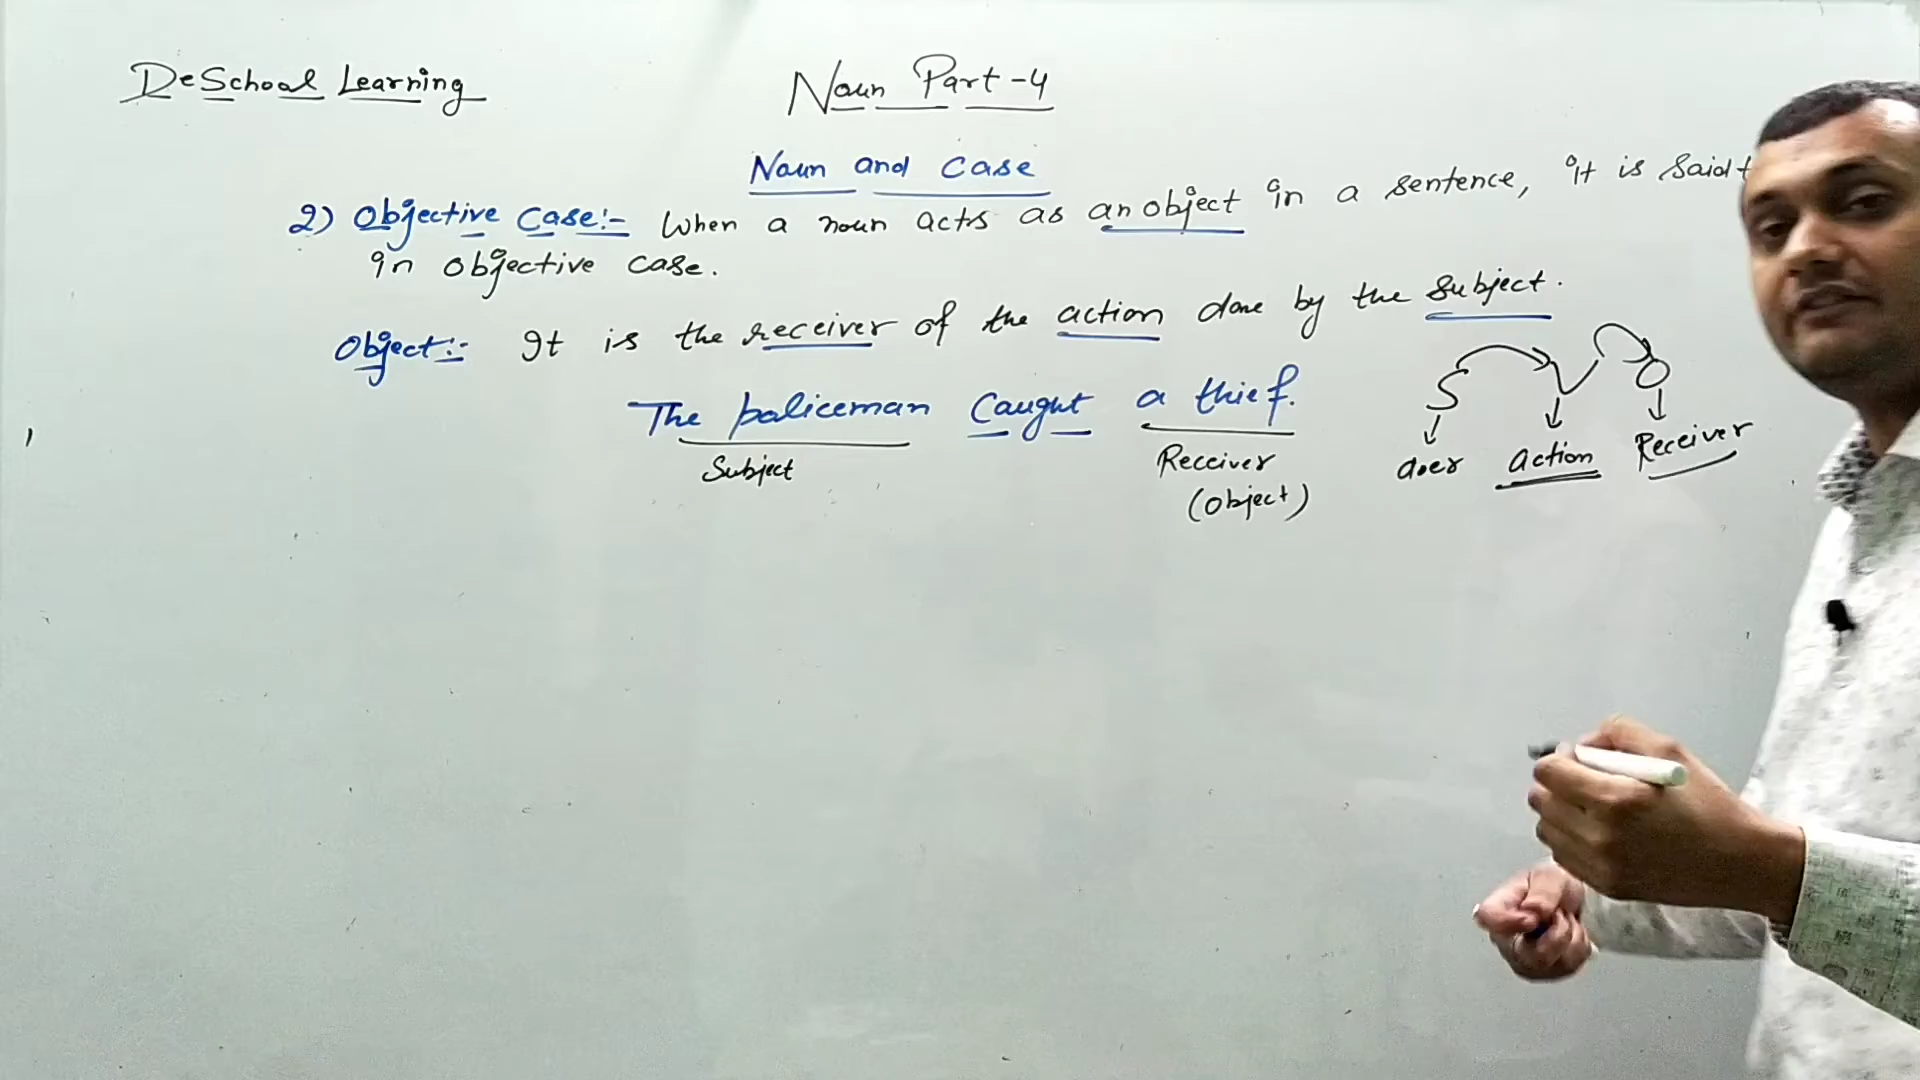 DeSchool Learning
Noun Part-4
Noun and Case
2) Objective Case:- When a noun acts as an object in a sentence, it is said t
in objective case.
Object:- It is the receiver of the action done by the subject.
The policeman Caught a thief.
Subject
Receiver
(Object)
S V O
doer action Receiver